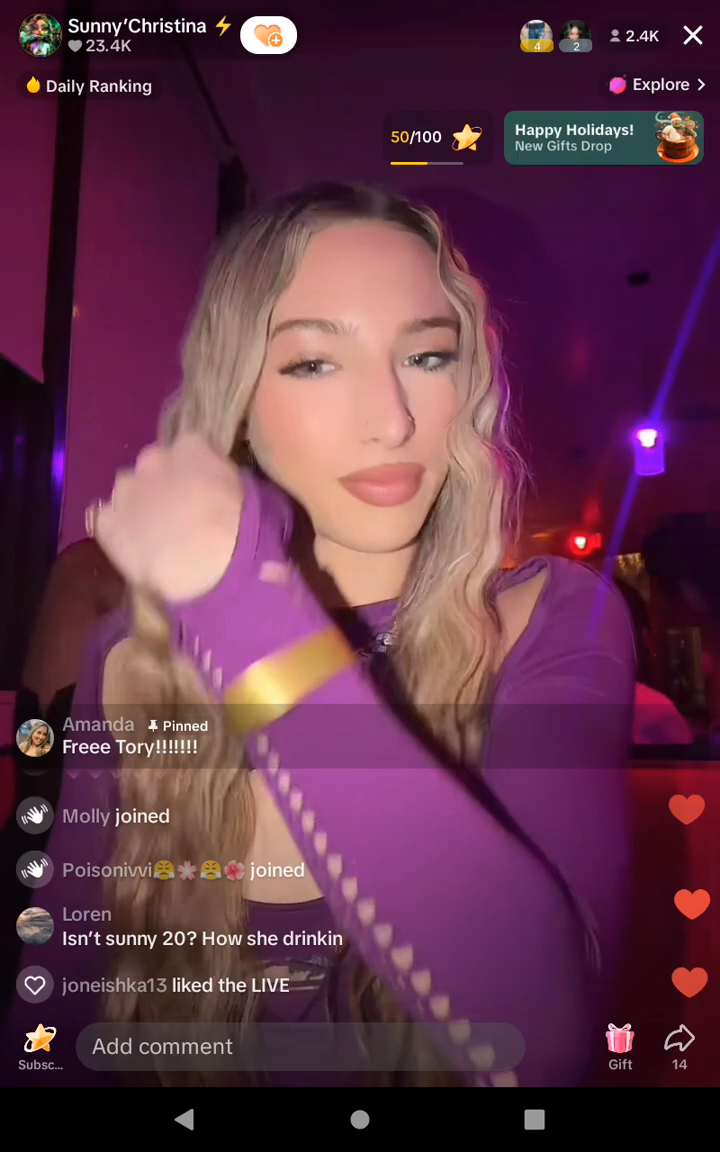 Sunny’Christina ⚡
23.4K
4
2
2.4K
Daily Ranking
Explore
50/100
Happy Holidays!
New Gifts Drop
Amanda Pinned
Freee Tory!!!!!!!
Molly joined
Poisonivvi😤🌸😤🌺 joined
Loren
Isn’t sunny 20? How she drinkin
joneishka13 liked the LIVE
Subsc...
Add comment
Gift
14